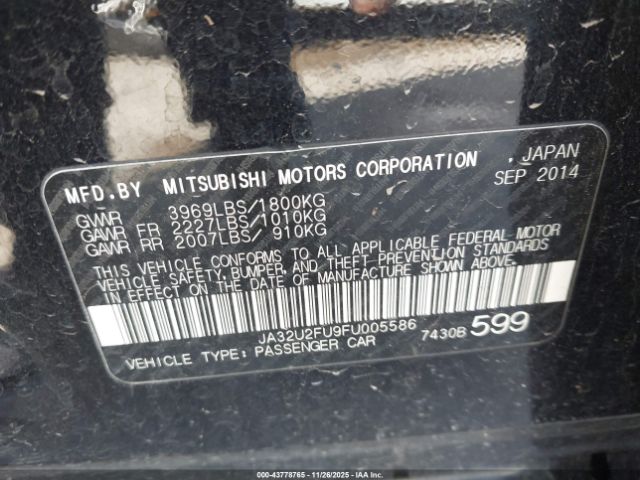 MFD.BY MITSUBISHI MOTORS CORPORATION , JAPAN
SEP 2014
GVWR 3969LBS/1800KG
GAWR FR 2227LBS/1010KG
GAWR RR 2007LBS/ 910KG
THIS VEHICLE CONFORMS TO ALL APPLICABLE FEDERAL MOTOR
VEHICLE SAFETY, BUMPER, AND THEFT PREVENTION STANDARDS
IN EFFECT ON THE DATE OF MANUFACTURE SHOWN ABOVE.
JA32U2FU9FU005586 7430B 599
VEHICLE TYPE: PASSENGER CAR
000-43778765 - 11/26/2025 - IAAI CORP.